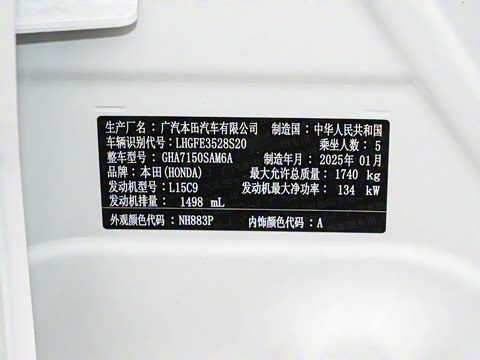 生产厂名：广汽本田汽车有限公司 制造国：中华人民共和国
车辆识别代号：LHGFE3528S20 乘坐人数：5
整车型号：GHA7150SAM6A 制造年月：2025年01月
品牌：本田(HONDA) 最大允许总质量：1740 kg
发动机型号：L15C9 发动机最大净功率：134 kW
发动机排量：1498 mL
外观颜色代码：NH883P 内饰颜色代码：A